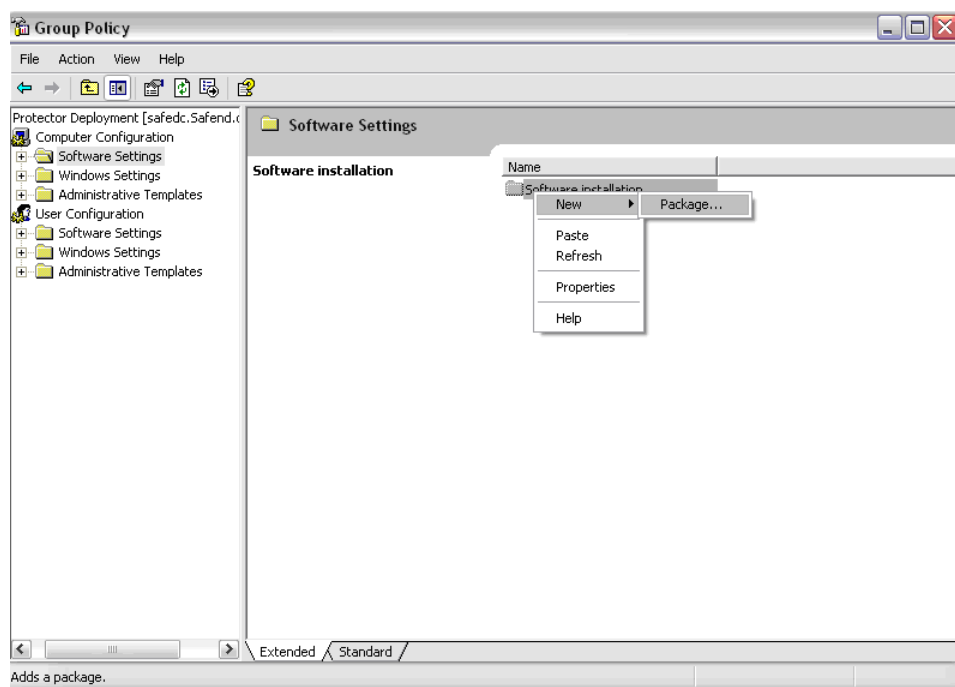 Group Policy
File Action View Help
Protector Deployment [safedc.Safend.c
Computer Configuration
Software Settings
Windows Settings
Administrative Templates
User Configuration
Software Settings
Windows Settings
Administrative Templates
Software Settings
Software installation
Name
Software installation
New
Package...
Paste
Refresh
Properties
Help
Extended Standard
Adds a package.